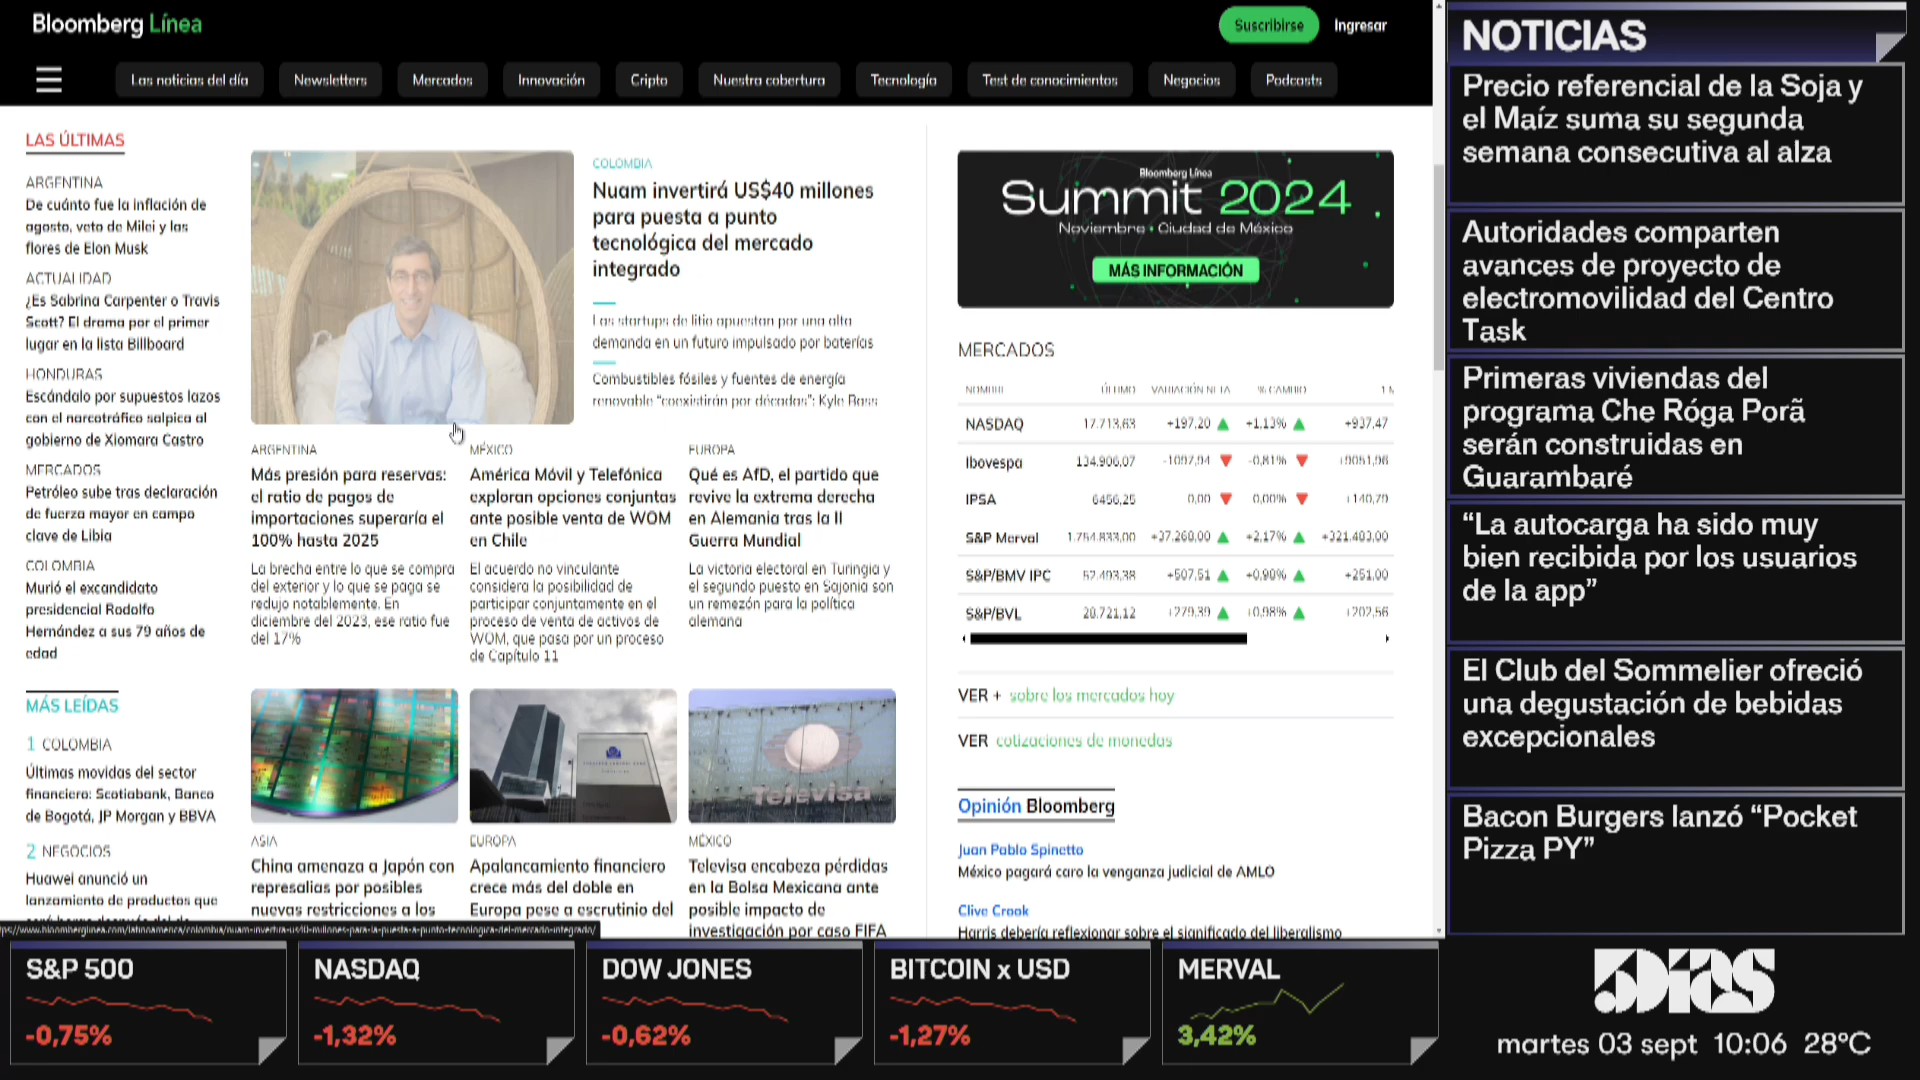 Bloomberg Línea
Suscribirse
Ingresar
Las noticias del día
Newsletters
Mercados
Innovación
Cripto
Nuestra cobertura
Tecnología
Test de conocimientos
Negocios
Podcasts
LAS ÚLTIMAS
ARGENTINA
De cuánto fue la inflación de
agosto, veto de Milei y las
flores de Elon Musk
ACTUALIDAD
¿Es Sabrina Carpenter o Travis
Scott? El drama por el primer
lugar en la lista Billboard
HONDURAS
Escándalo por supuestos lazos
con el narcotráfico salpica al
gobierno de Xiomara Castro
MERCADOS
Petróleo sube tras declaración
de fuerza mayor en campo
clave de Libia
COLOMBIA
Murió el excandidato
presidencial Rodolfo
Hernández a sus 79 años de
edad
MÁS LEÍDAS
1 COLOMBIA
Últimas movidas del sector
financiero: Scotiabank, Banco
de Bogotá, JP Morgan y BBVA
2 NEGOCIOS
Huawei anunció un
lanzamiento de productos que
COLOMBIA
Nuam invertirá US$40 millones
para puesta a punto
tecnológica del mercado
integrado
Las startups de litio apuestan por una alta
demanda en un futuro impulsado por baterías
Combustibles fósiles y fuentes de energía
renovable “coexistirán por décadas”: Kyle Bass
ARGENTINA
Más presión para reservas:
el ratio de pagos de
importaciones superaría el
100% hasta 2025
La brecha entre lo que se compra
del exterior y lo que se paga se
redujo notablemente. En
diciembre del 2023, ese ratio fue
del 17%
MÉXICO
América Móvil y Telefónica
exploran opciones conjuntas
ante posible venta de WOM
en Chile
El acuerdo no vinculante
considera la posibilidad de
participar conjuntamente en el
proceso de venta de activos de
WOM, que pasa por un proceso
de Capítulo 11
EUROPA
Qué es AfD, el partido que
revive la extrema derecha
en Alemania tras la II
Guerra Mundial
La victoria electoral en Turingia y
el segundo puesto en Sajonia son
un remezón para la política
alemana
Televisa
ASIA
China amenaza a Japón con
represalias por posibles
nuevas restricciones a los
EUROPA
Apalancamiento financiero
crece más del doble en
Europa pese a escrutinio del
MÉXICO
Televisa encabeza pérdidas
en la Bolsa Mexicana ante
posible impacto de
investigación por caso FIFA
Bloomberg Línea
Summit 2024
Noviembre • Ciudad de México
MÁS INFORMACIÓN
MERCADOS
NOMBRE ÚLTIMO VARIACIÓN NETA % CAMBIO
NASDAQ 17.713,63 +197,20 +1,13% +937,47
Ibovespa 134.906,07 -1097,94 -0,81% +9051,96
IPSA 6456,25 0,00 0,00% +140,79
S&P Merval 1.754.833,00 +37.260,00 +2,17% +321.403,00
S&P/BMV IPC 52.493,38 +507,51 +0,90% +251,00
S&P/BVL 28.721,12 +279,39 +0,98% +202,56
VER + sobre los mercados hoy
VER cotizaciones de monedas
Opinión Bloomberg
Juan Pablo Spinetto
México pagará caro la venganza judicial de AMLO
Clive Crook
Harris debería reflexionar sobre el significado del liberalismo
NOTICIAS
Precio referencial de la Soja y
el Maíz suma su segunda
semana consecutiva al alza
Autoridades comparten
avances de proyecto de
electromovilidad del Centro
Task
Primeras viviendas del
programa Che Róga Porã
serán construidas en
Guarambaré
“La autocarga ha sido muy
bien recibida por los usuarios
de la app”
El Club del Sommelier ofreció
una degustación de bebidas
excepcionales
Bacon Burgers lanzó “Pocket
Pizza PY”
S&P 500
-0,75%
NASDAQ
-1,32%
DOW JONES
-0,62%
BITCOIN x USD
-1,27%
MERVAL
3,42%
5Días
martes 03 sept 10:06 28°C